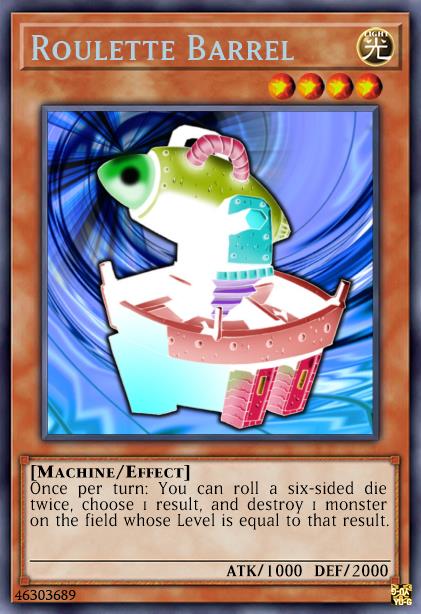 ROULETTE BARREL
LIGHT
光
[MACHINE/EFFECT]
Once per turn: You can roll a six-sided die
twice, choose 1 result, and destroy 1 monster
on the field whose Level is equal to that result.
ATK/1000 DEF/2000
46303689